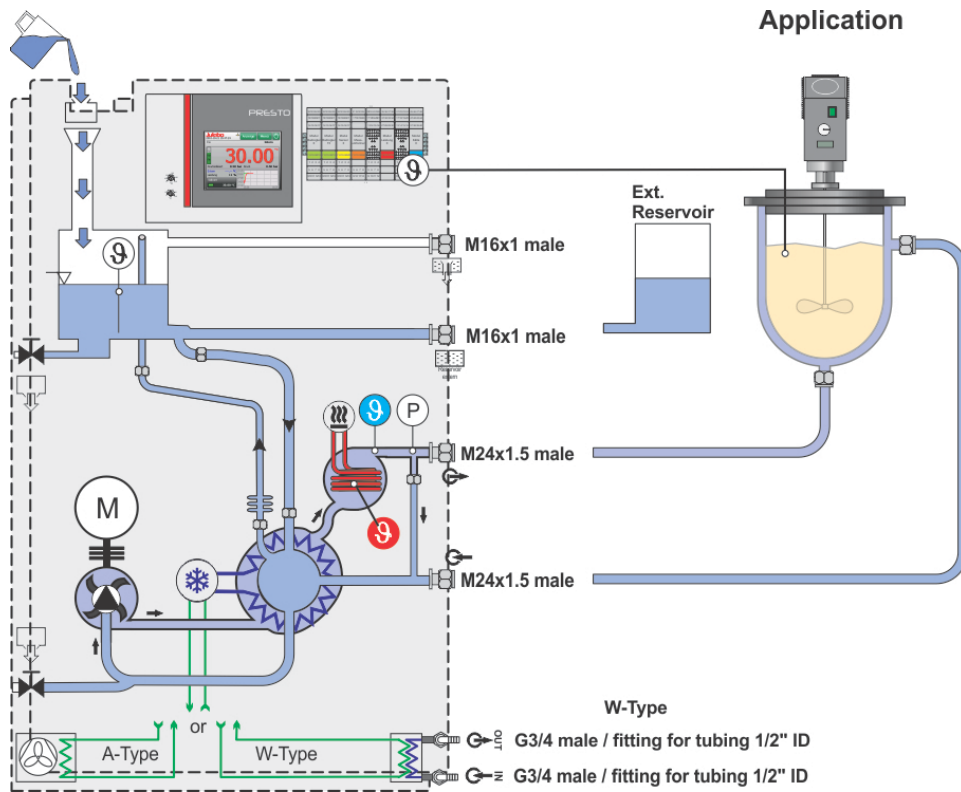 Application
PRESTO
julabo
30.00
ϑ
Ext.
Reservoir
M16x1 male
ϑ
M16x1 male
ϑ
P
M24x1.5 male
M
ϑ
M24x1.5 male
or
A-Type
W-Type
W-Type
OUT
G3/4 male / fitting for tubing 1/2" ID
IN
G3/4 male / fitting for tubing 1/2" ID